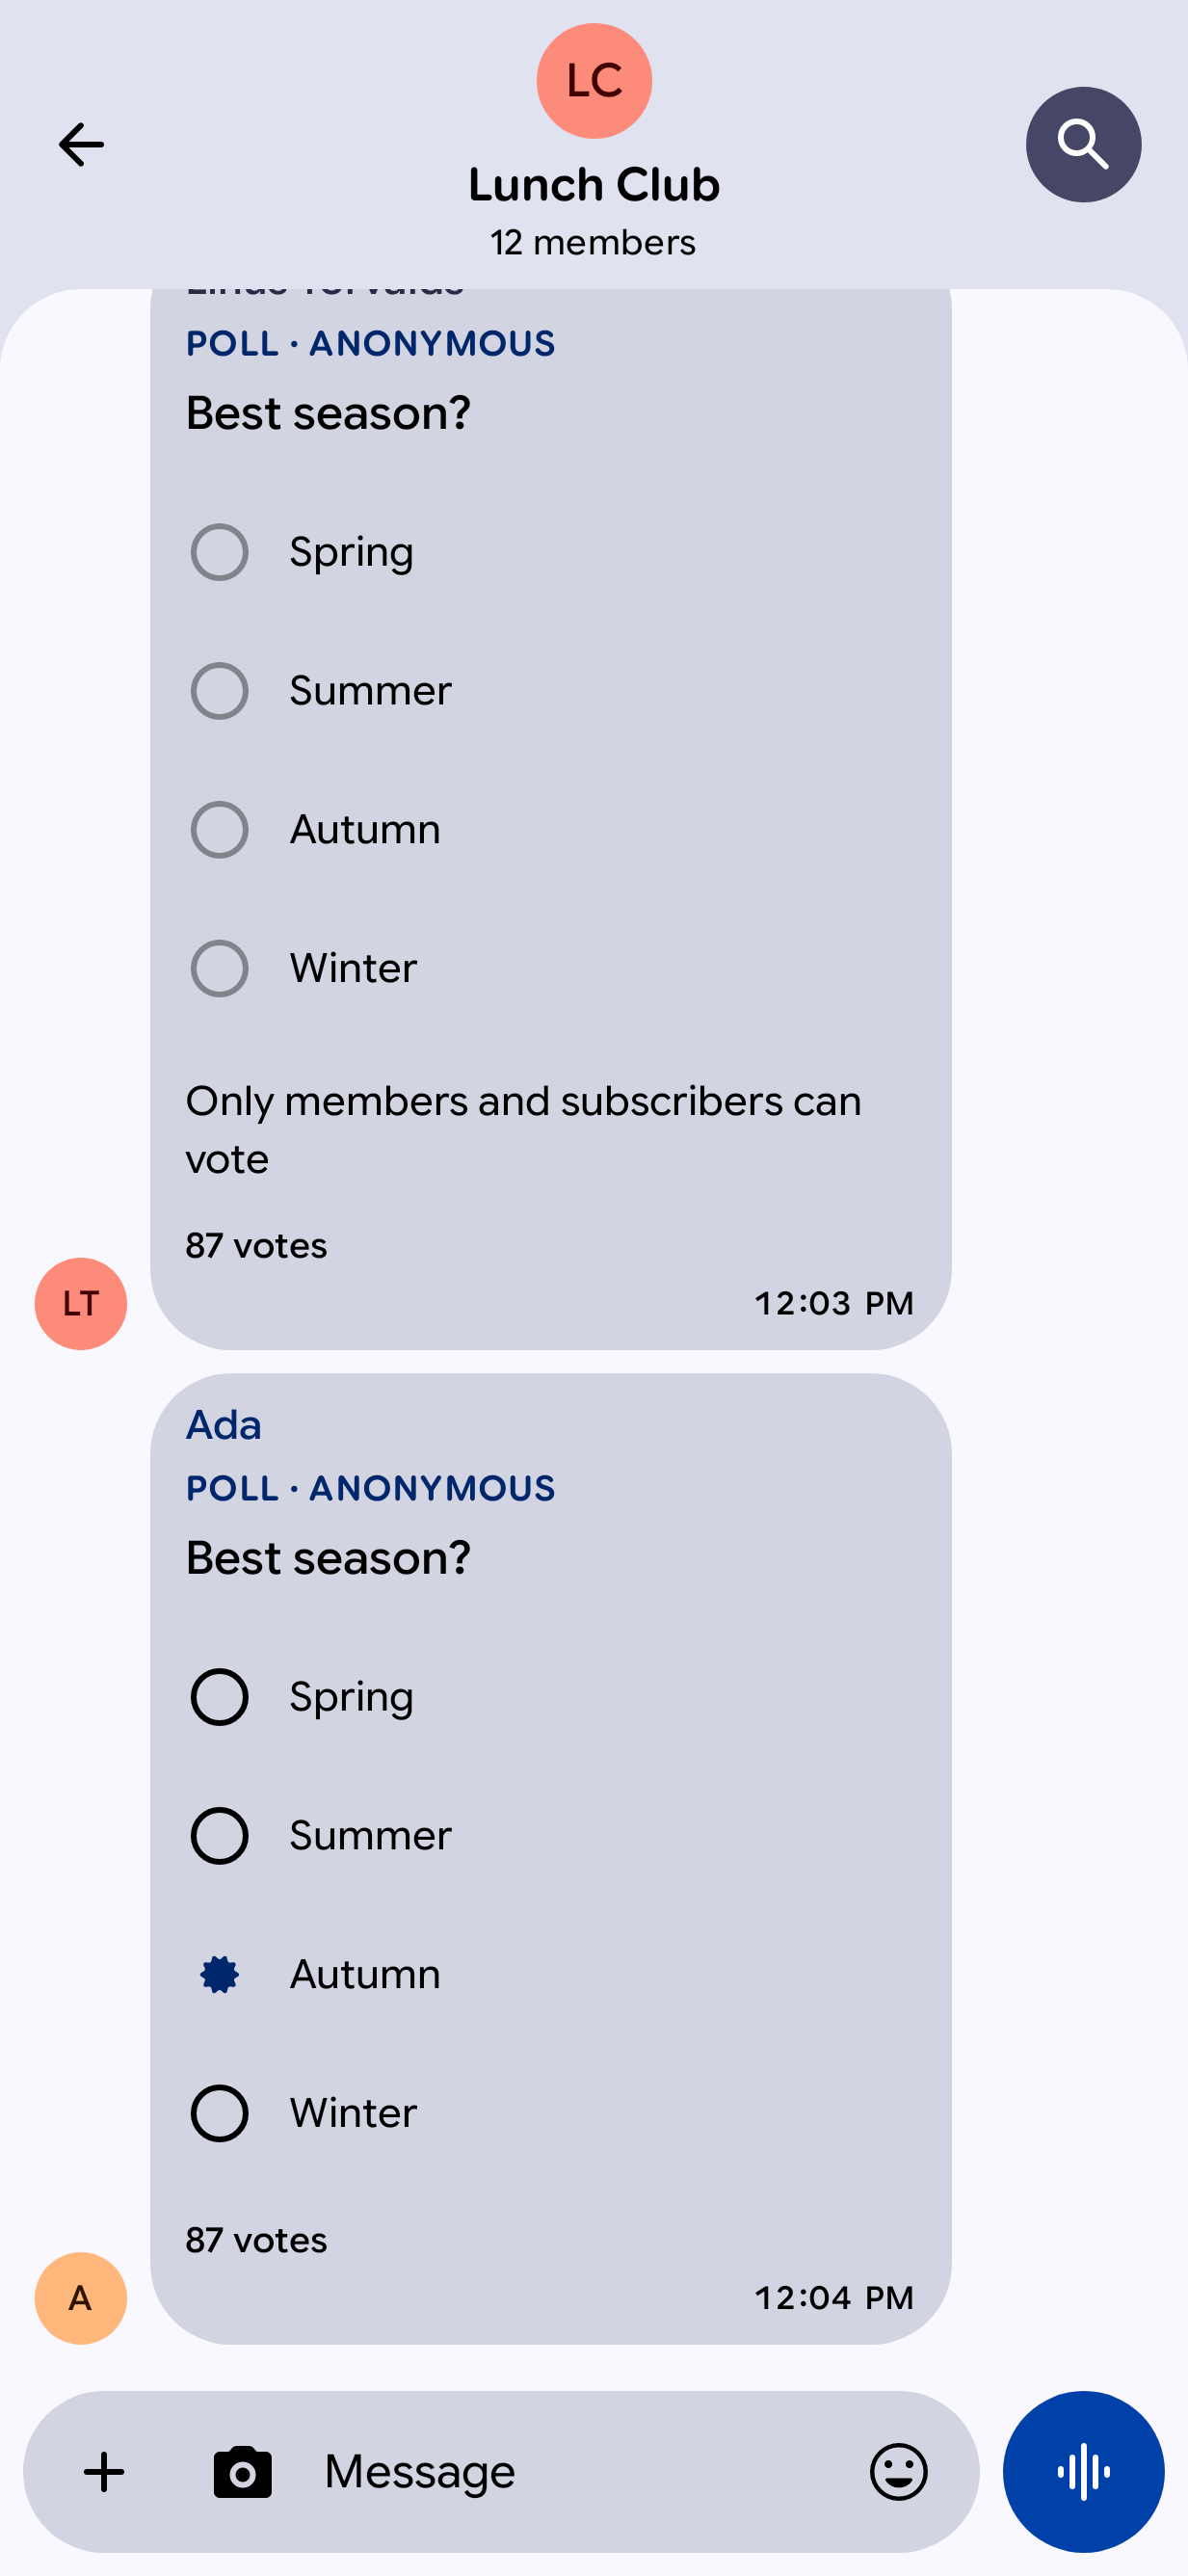 LC
Lunch Club
12 members
POLL · ANONYMOUS
Best season?
Spring
Summer
Autumn
Winter
Only members and subscribers can
vote
87 votes
LT
12:03 PM
Ada
POLL · ANONYMOUS
Best season?
Spring
Summer
Autumn
Winter
87 votes
A
12:04 PM
Message